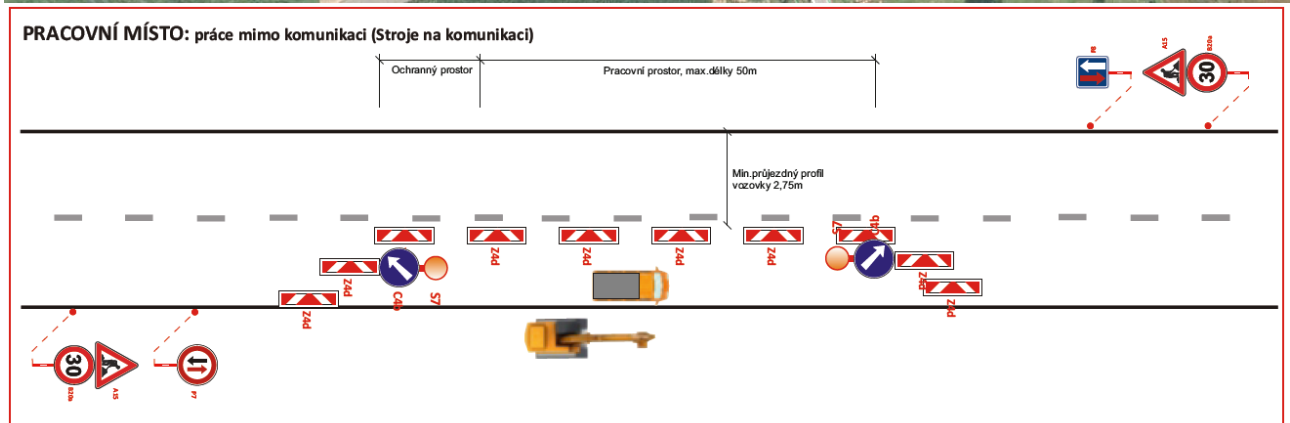 PRACOVNÍ MÍSTO: práce mimo komunikaci (Stroje na komunikaci)
Ochranný prostor
Pracovní prostor, max.délky 50m
P8
A15
B20a
30
Min.průjezdný profil
vozovky 2,75m
S7
C4b
Z4d
Z4d
Z4d
Z4d
Z4d
Z4d
Z4d
Z4d
C4b
S7
30
B20a
A15
P7